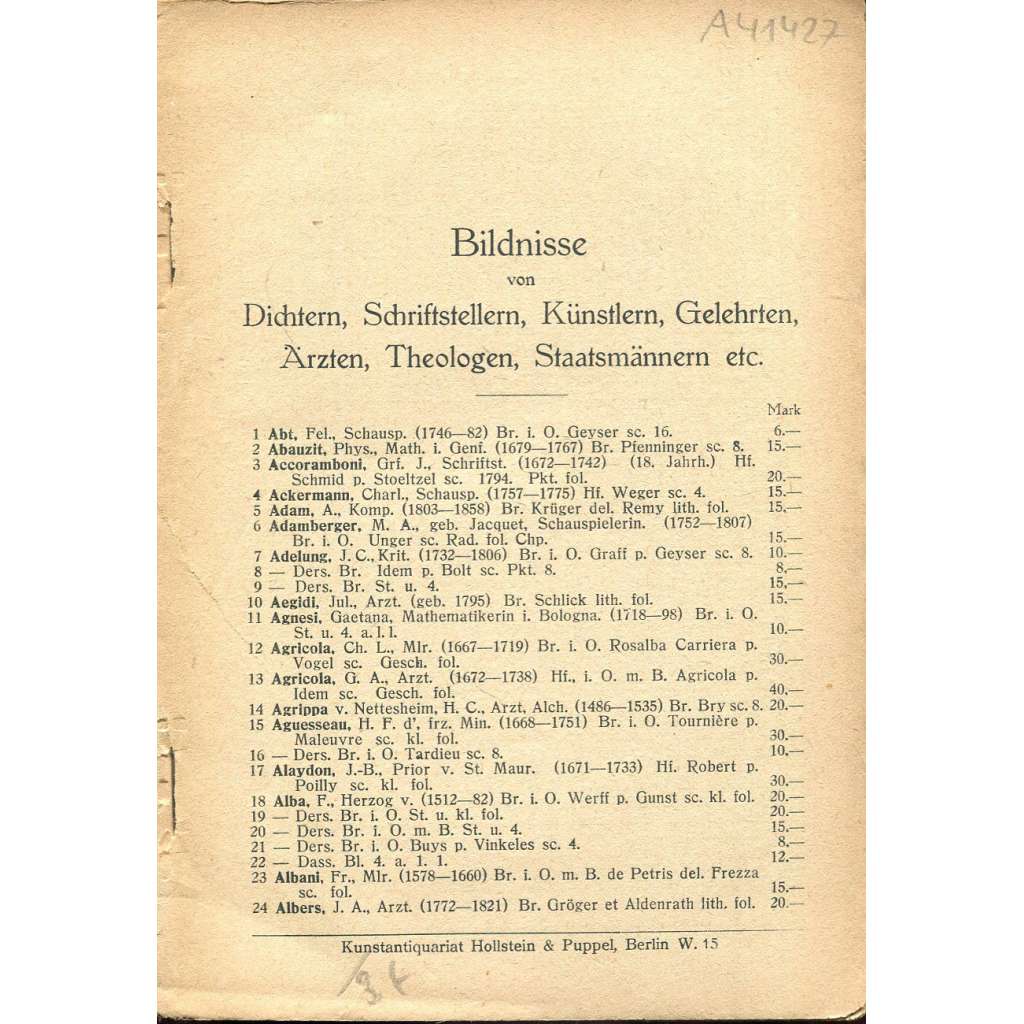 A41427
Bildnisse
von
Dichtern, Schriftstellern, Künstlern, Gelehrten,
Ärzten, Theologen, Staatsmännern etc.
Mark
1 Abt, Fel., Schausp. (1746—82) Br. i. O. Geyser sc. 16. 6.—
2 Abauzit, Phys., Math. i. Genf. (1679—1767) Br. Pfenninger sc. 8. 15.—
3 Accoramboni, Grf. J., Schriftst. (1672—1742) (18. Jahrh.) Hf.
Schmid p. Stoeltzel sc. 1794. Pkt. fol. 20.—
4 Ackermann, Charl., Schausp. (1757—1775) Hf. Weger sc. 4. 15.—
5 Adam, A., Komp. (1803—1858) Br. Krüger del. Remy lith. fol. 15.—
6 Adamberger, M. A., geb. Jacquet, Schauspielerin. (1752—1807)
Br. i. O. Unger sc. Rad. fol. Chp. 15.—
7 Adelung, J. C., Krit. (1732—1806) Br. i. O. Graff p. Geyser sc. 8. 10.—
8 — Ders. Br. Idem p. Bolt sc. Pkt. 8. 8.—
9 — Ders. Br. St. u. 4. 15.—
10 Aegidi, Jul., Arzt. (geb. 1795) Br. Schlick lith. fol. 15.—
11 Agnesi, Gaetana, Mathematikerin i. Bologna. (1718—98) Br. i. O.
St. u. 4. a. l. l. 10.—
12 Agricola, Ch. L., Mlr. (1667—1719) Br. i. O. Rosalba Carriera p.
Vogel sc. Gesch. fol. 30.—
13 Agricola, G. A., Arzt. (1672—1738) Hf., i. O. m. B. Agricola p.
Idem sc. Gesch. fol. 40.—
14 Agrippa v. Nettesheim, H. C., Arzt, Alch. (1486—1535) Br. Bry sc. 8. 20.—
15 Aguesseau, H. F. d', frz. Min. (1668—1751) Br. i. O. Tournière p.
Maleuvre sc. kl. fol. 30.—
16 — Ders. Br. i. O. Tardieu sc. 8. 10.—
17 Alaydon, J.-B., Prior v. St. Maur. (1671—1733) Hf. Robert p.
Poilly sc. kl. fol. 30.—
18 Alba, F., Herzog v. (1512—82) Br. i. O. Werff p. Gunst sc. kl. fol. 20.—
19 — Ders. Br. i. O. St. u. kl. fol. 20.—
20 — Ders. Br. i. O. m. B. St. u. 4. 15.—
21 — Ders. Br. i. O. Buys p. Vinkeles sc. 4. 8.—
22 — Dass. Bl. 4. a. l. l. 12.—
23 Albani, Fr., Mlr. (1578—1660) Br. i. O. m. B. de Petris del. Frezza
sc. fol. 15.—
24 Albers, J. A., Arzt. (1772—1821) Br. Gröger et Aldenrath lith. fol. 20.—
Kunstantiquariat Hollstein & Puppel, Berlin W. 15